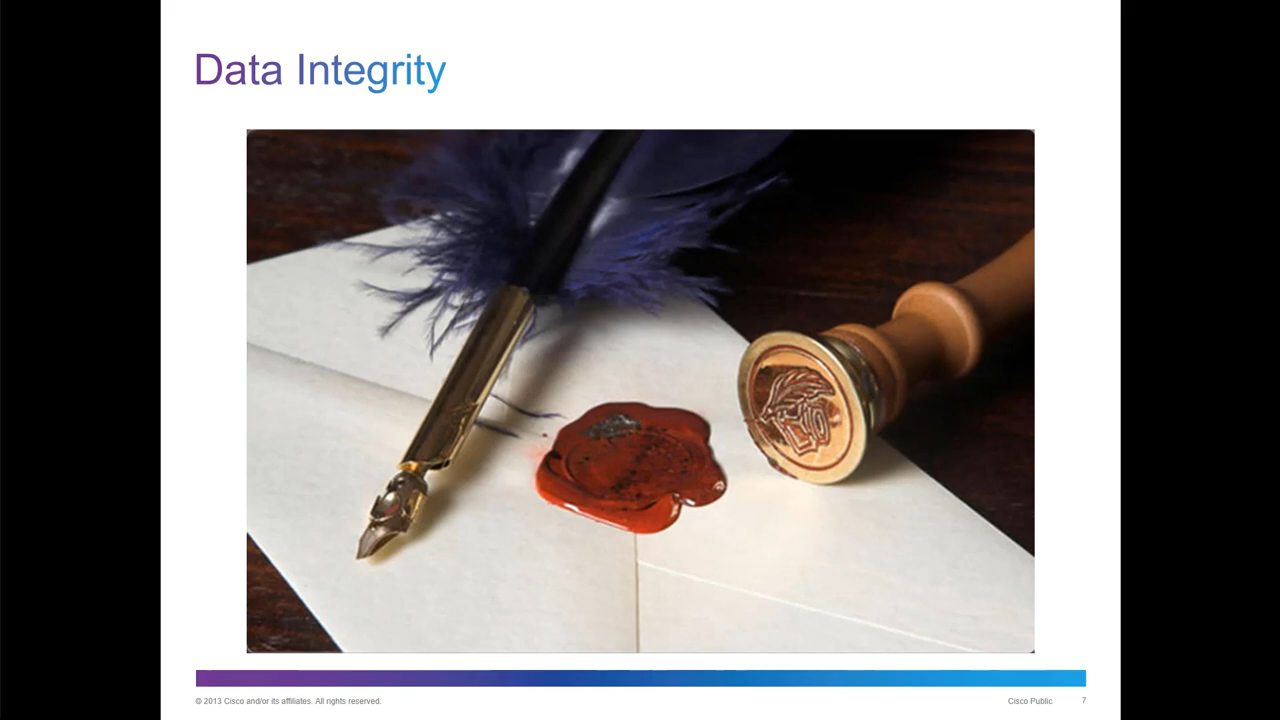 Data Integrity
© 2013 Cisco and/or its affiliates. All rights reserved.
Cisco Public
7